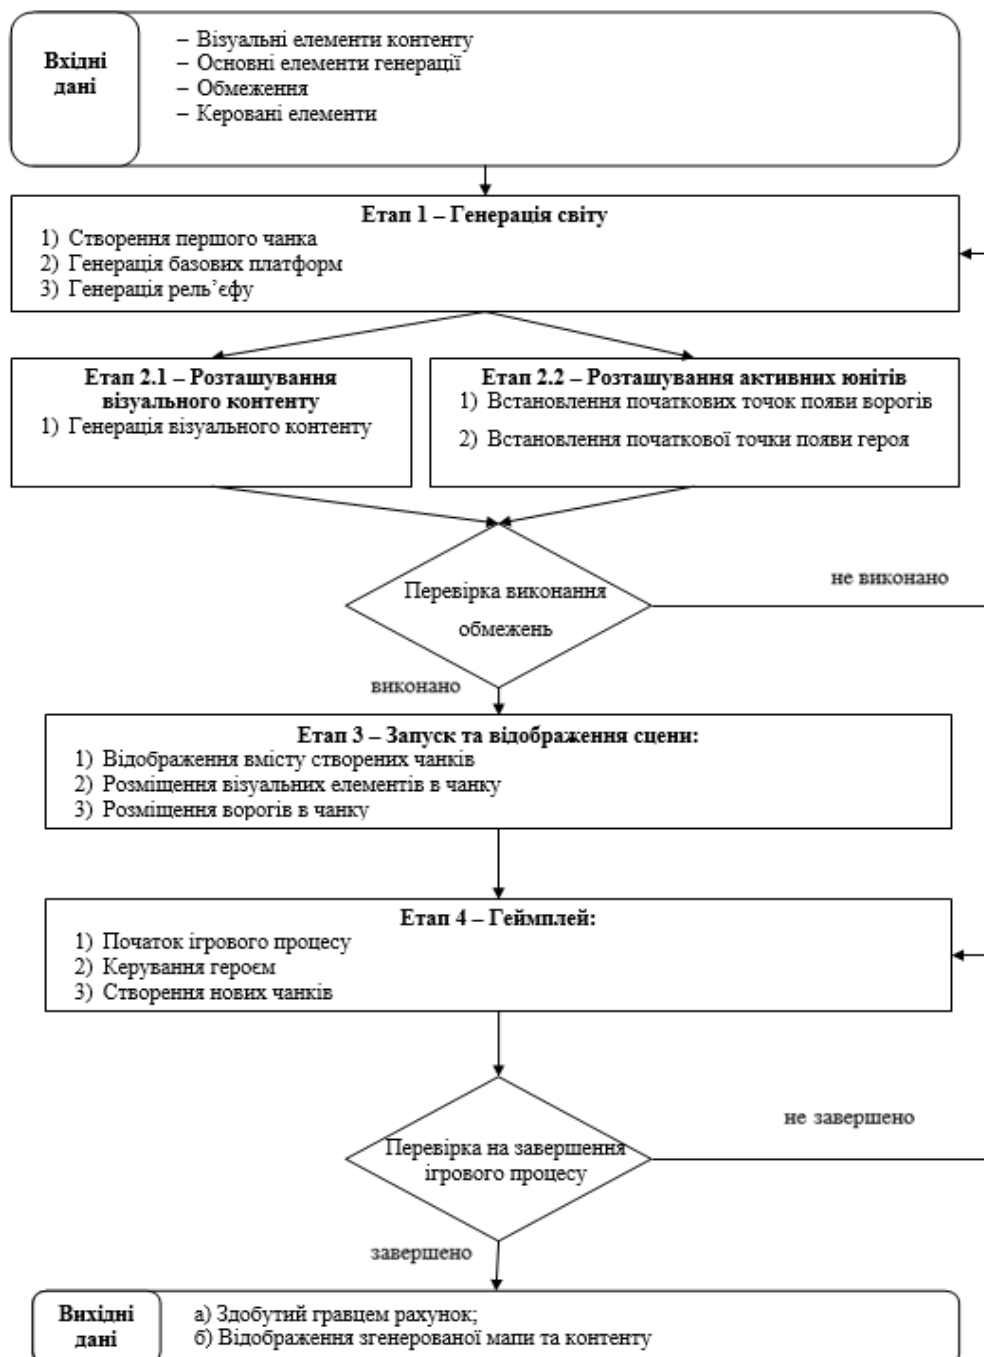 Вхідні
дані
– Візуальні елементи контенту
– Основні елементи генерації
– Обмеження
– Керовані елементи
Етап 1 – Генерація світу
1) Створення першого чанка
2) Генерація базових платформ
3) Генерація рель’єфу
Етап 2.1 – Розташування
візуального контенту
1) Генерація візуального контенту
Етап 2.2 – Розташування активних юнітів
1) Встановлення початкових точок появи ворогів
2) Встановлення початкової точки появи героя
Перевірка виконання
обмежень
не виконано
виконано
Етап 3 – Запуск та відображення сцени:
1) Відображення вмісту створених чанків
2) Розміщення візуальних елементів в чанку
3) Розміщення ворогів в чанку
Етап 4 – Геймплей:
1) Початок ігрового процесу
2) Керування героєм
3) Створення нових чанків
Перевірка на завершення
ігрового процесу
не завершено
завершено
Вихідні
дані
а) Здобутий гравцем рахунок;
б) Відображення згенерованої мапи та контенту